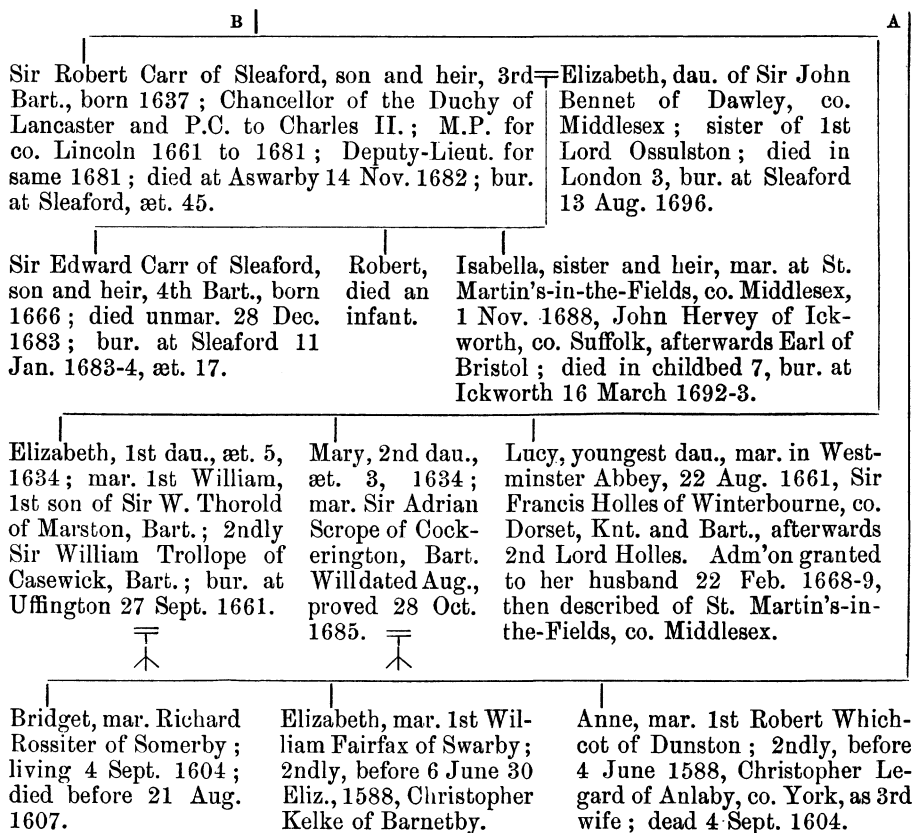 B A
Sir Robert Carr of Sleaford, son and heir, 3rd
Bart., born 1637 ; Chancellor of the Duchy of
Lancaster and P.C. to Charles II. ; M.P. for
co. Lincoln 1661 to 1681 ; Deputy-Lieut. for
same 1681 ; died at Aswarby 14 Nov. 1682 ; bur.
at Sleaford, æt. 45.
Elizabeth, dau. of Sir John
Bennet of Dawley, co.
Middlesex ; sister of 1st
Lord Ossulston ; died in
London 3, bur. at Sleaford
13 Aug. 1696.
Sir Edward Carr of Sleaford,
son and heir, 4th Bart., born
1666 ; died unmar. 28 Dec.
1683 ; bur. at Sleaford 11
Jan. 1683-4, æt. 17.
Robert,
died an
infant.
Isabella, sister and heir, mar. at St.
Martin's-in-the-Fields, co. Middlesex,
1 Nov. 1688, John Hervey of Ick-
worth, co. Suffolk, afterwards Earl of
Bristol ; died in childbed 7, bur. at
Ickworth 16 March 1692-3.
Elizabeth, 1st dau., æt. 5,
1634 ; mar. 1st William,
1st son of Sir W. Thorold
of Marston, Bart. ; 2ndly
Sir William Trollope of
Casewick, Bart. ; bur. at
Uffington 27 Sept. 1661.
Mary, 2nd dau.,
æt. 3, 1634 ;
mar. Sir Adrian
Scrope of Cock-
erington, Bart.
Will dated Aug.,
proved 28 Oct.
1685.
Lucy, youngest dau., mar. in West-
minster Abbey, 22 Aug. 1661, Sir
Francis Holles of Winterbourne, co.
Dorset, Knt. and Bart., afterwards
2nd Lord Holles. Adm'on granted
to her husband 22 Feb. 1668-9,
then described of St. Martin's-in-
the-Fields, co. Middlesex.
Bridget, mar. Richard
Rossiter of Somerby ;
living 4 Sept. 1604 ;
died before 21 Aug.
1607.
Elizabeth, mar. 1st Wil-
liam Fairfax of Swarby ;
2ndly, before 6 June 30
Eliz., 1588, Christopher
Kelke of Barnetby.
Anne, mar. 1st Robert Which-
cot of Dunston ; 2ndly, before
4 June 1588, Christopher Le-
gard of Anlaby, co. York, as 3rd
wife ; dead 4 Sept. 1604.